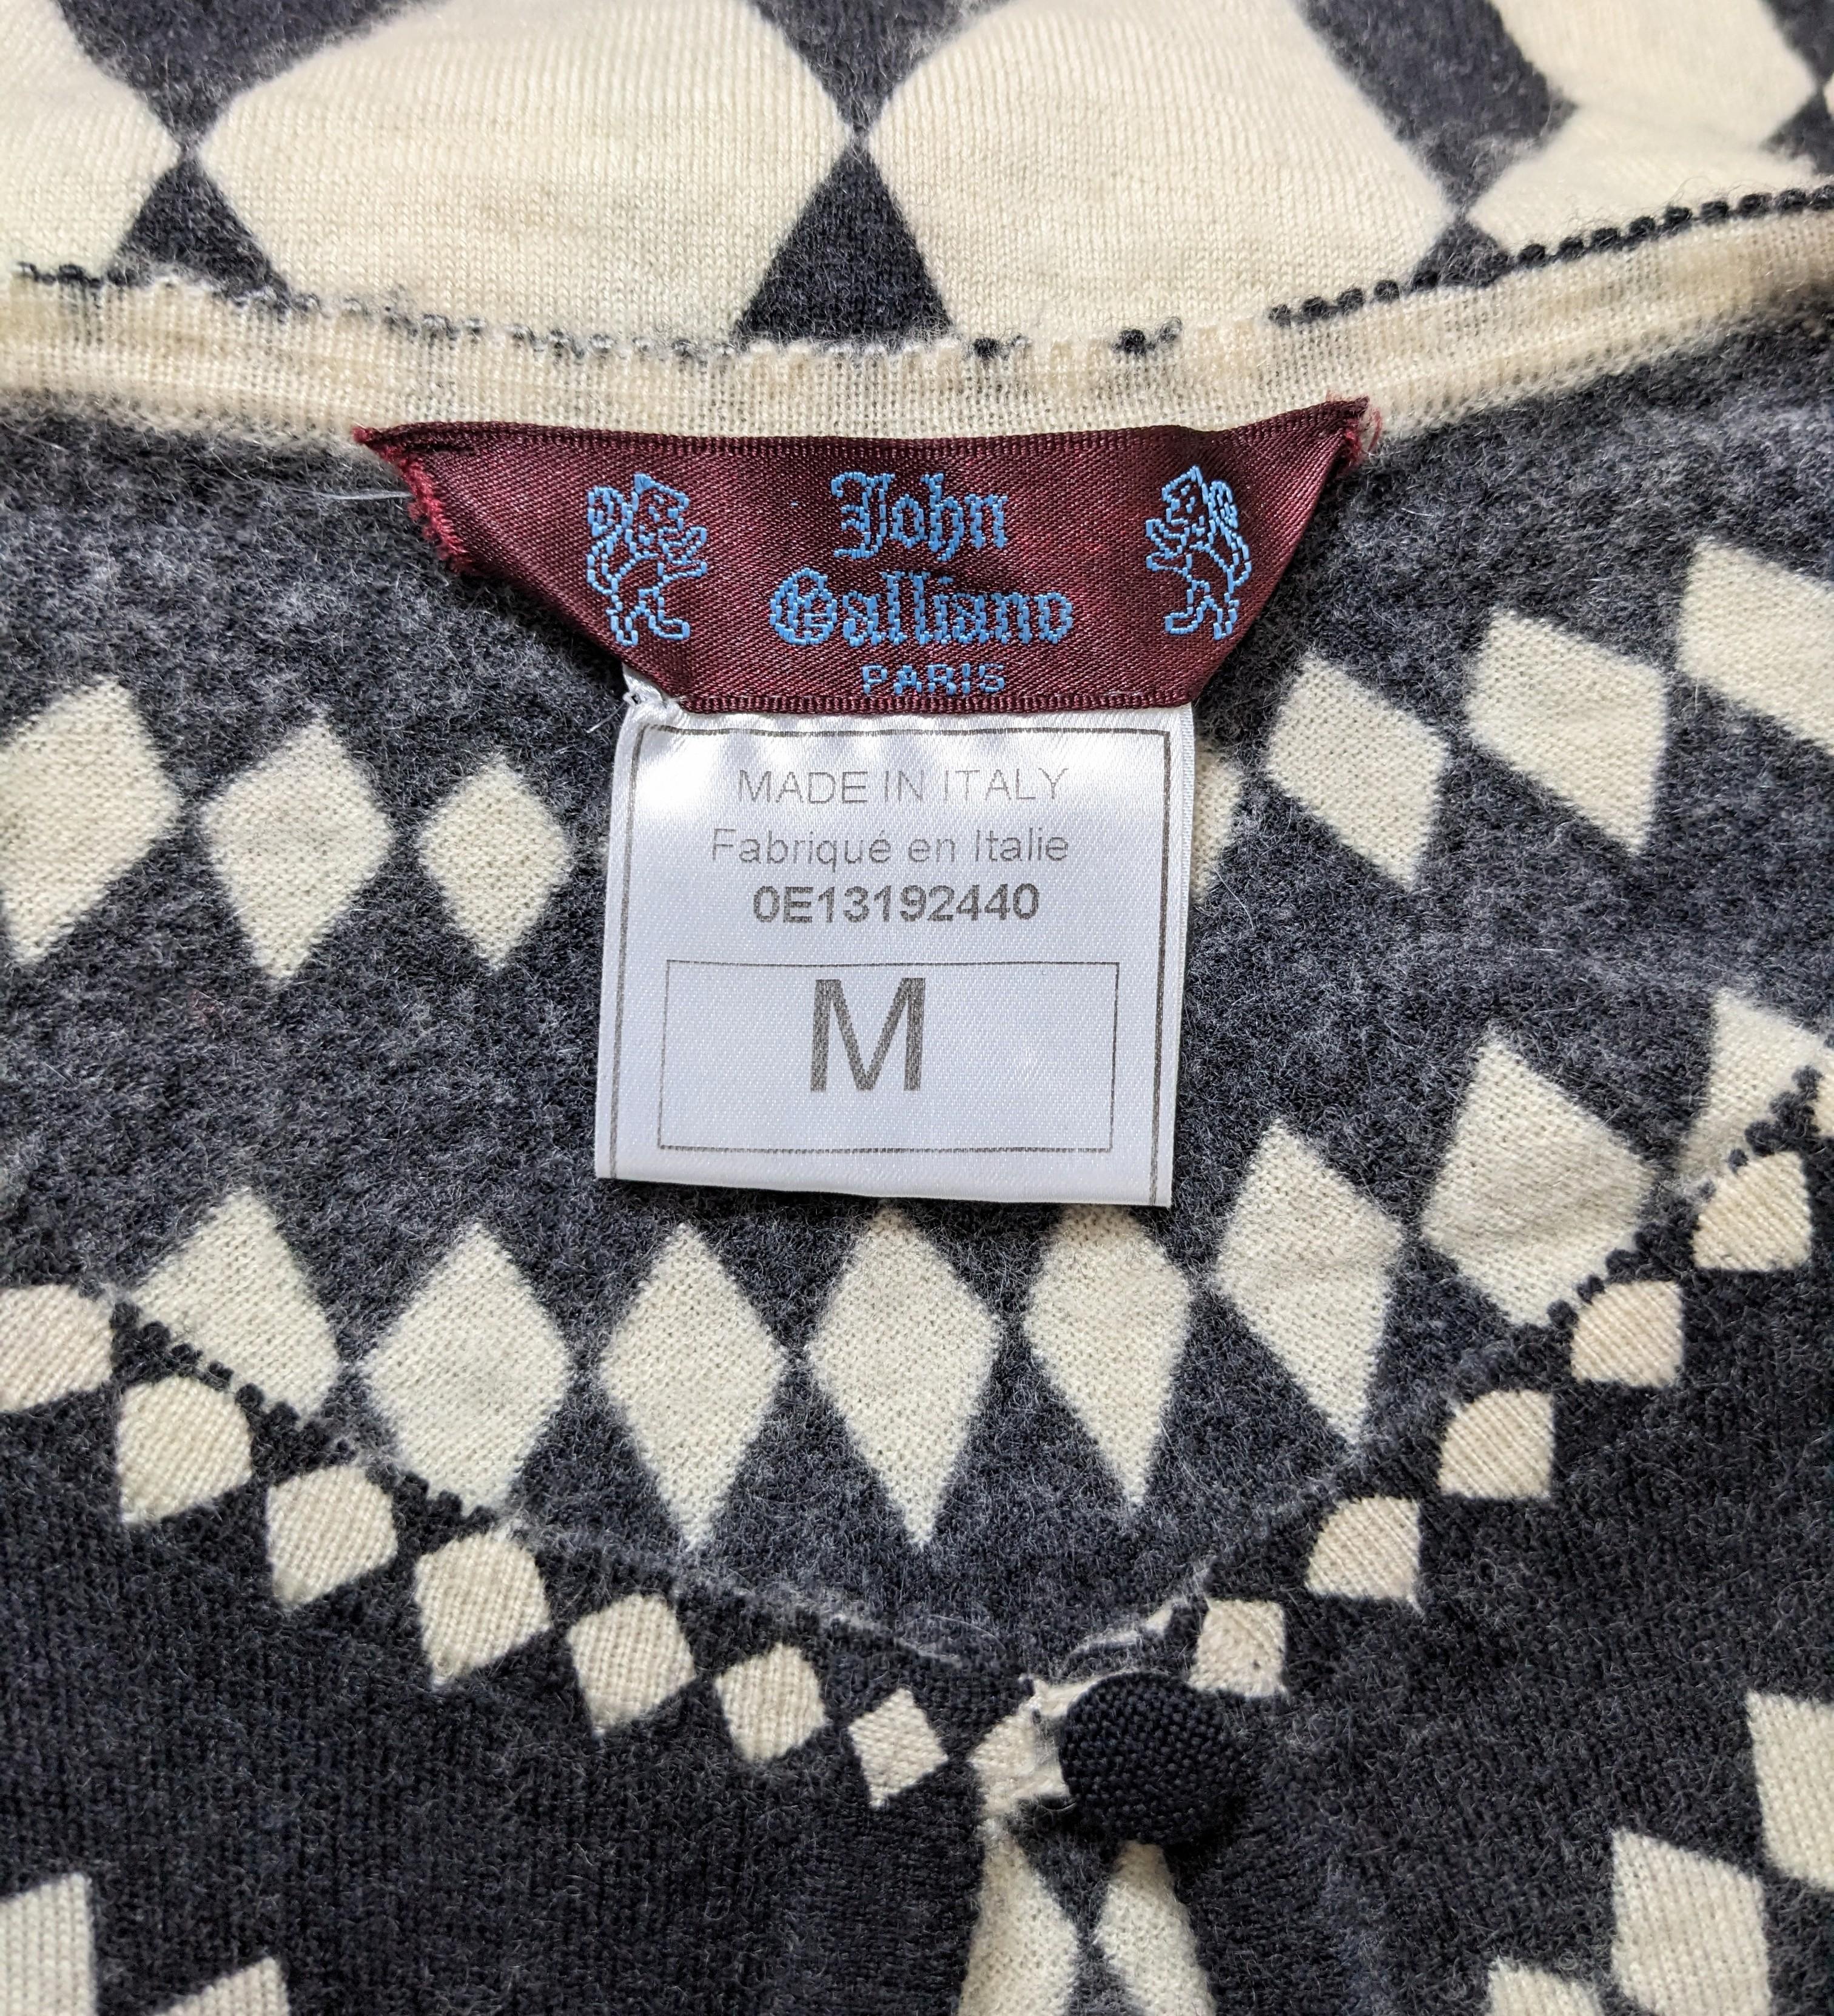 John
Galliano
PARIS
MADE IN ITALY
Fabriqué en Italie
0E13192440
M